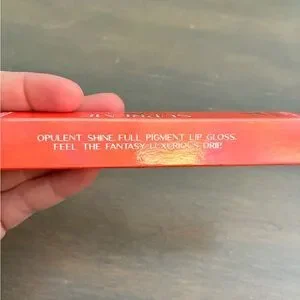 OPULENT SHINE, FULL PIGMENT LIP GLOSS.
FEEL THE FANTASY LUXURIOUS DRIP!